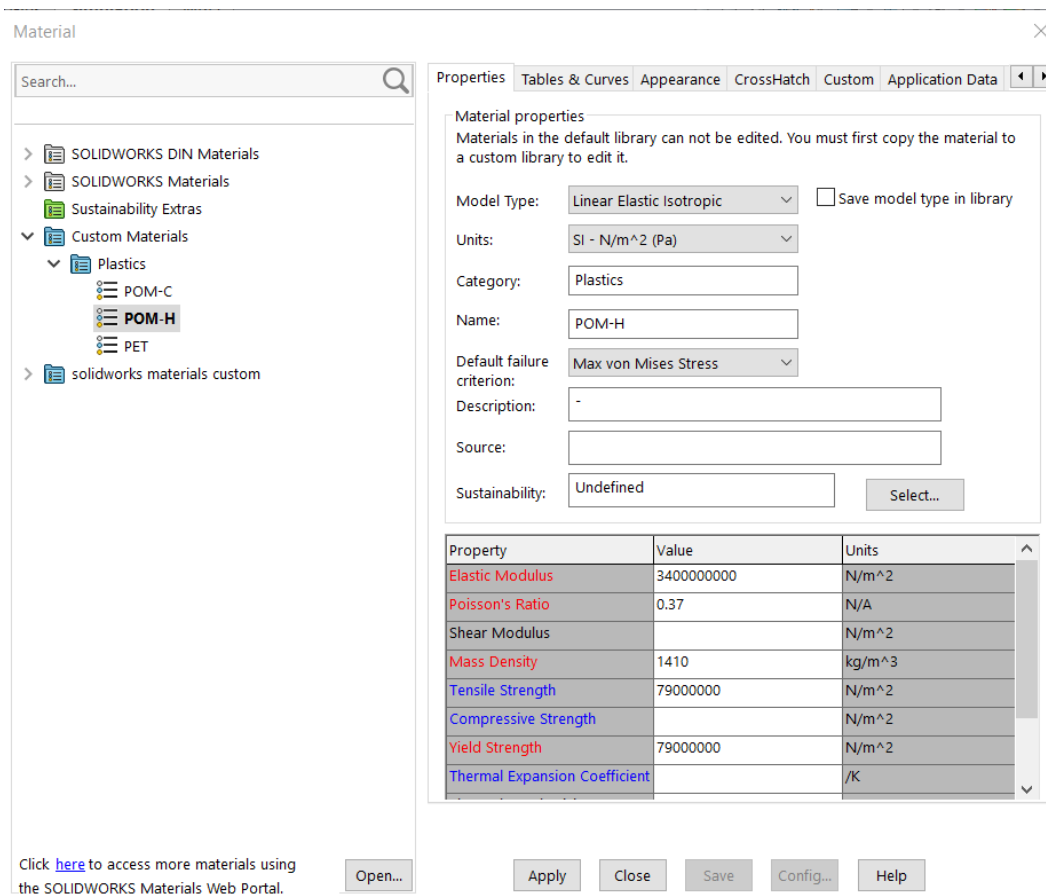 Material
Search...
SOLIDWORKS DIN Materials
SOLIDWORKS Materials
Sustainability Extras
Custom Materials
Plastics
POM-C
POM-H
PET
solidworks materials custom
Click here to access more materials using
the SOLIDWORKS Materials Web Portal.
Open...
Properties Tables & Curves Appearance CrossHatch Custom Application Data
Material properties
Materials in the default library can not be edited. You must first copy the material to
a custom library to edit it.
Model Type: Linear Elastic Isotropic Save model type in library
Units: SI - N/m^2 (Pa)
Category: Plastics
Name: POM-H
Default failure
criterion: Max von Mises Stress
Description: -
Source:
Sustainability: Undefined Select...
Property Value Units
Elastic Modulus 3400000000 N/m^2
Poisson's Ratio 0.37 N/A
Shear Modulus N/m^2
Mass Density 1410 kg/m^3
Tensile Strength 79000000 N/m^2
Compressive Strength N/m^2
Yield Strength 79000000 N/m^2
Thermal Expansion Coefficient /K
Apply Close Save Config... Help